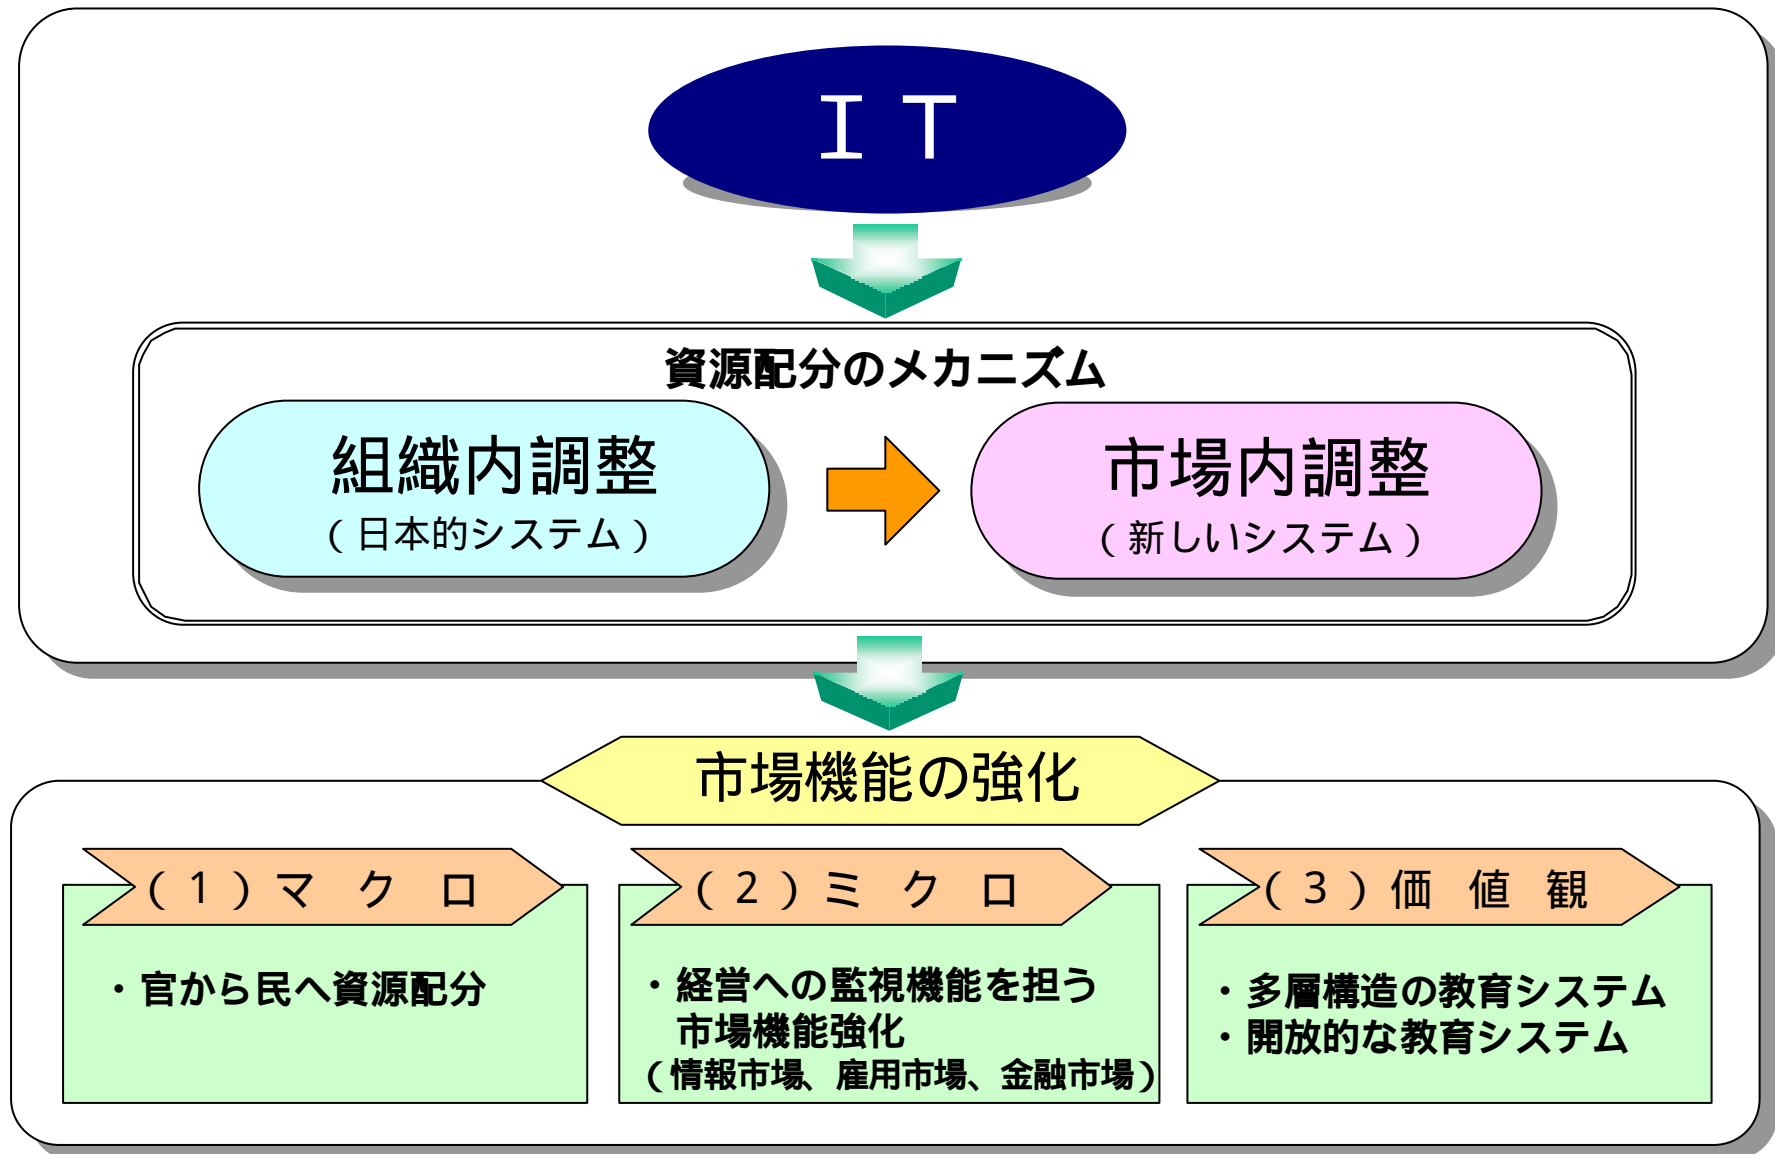 ＩＴ
資源配分のメカニズム
組織内調整
（日本的システム）
市場内調整
（新しいシステム）
市場機能の強化
（１）マ　ク　ロ
・官から民へ資源配分
（２）ミ　ク　ロ
・経営への監視機能を担う
市場機能強化
（情報市場、雇用市場、金融市場）
（３）価　値　観
・多層構造の教育システム
・開放的な教育システム